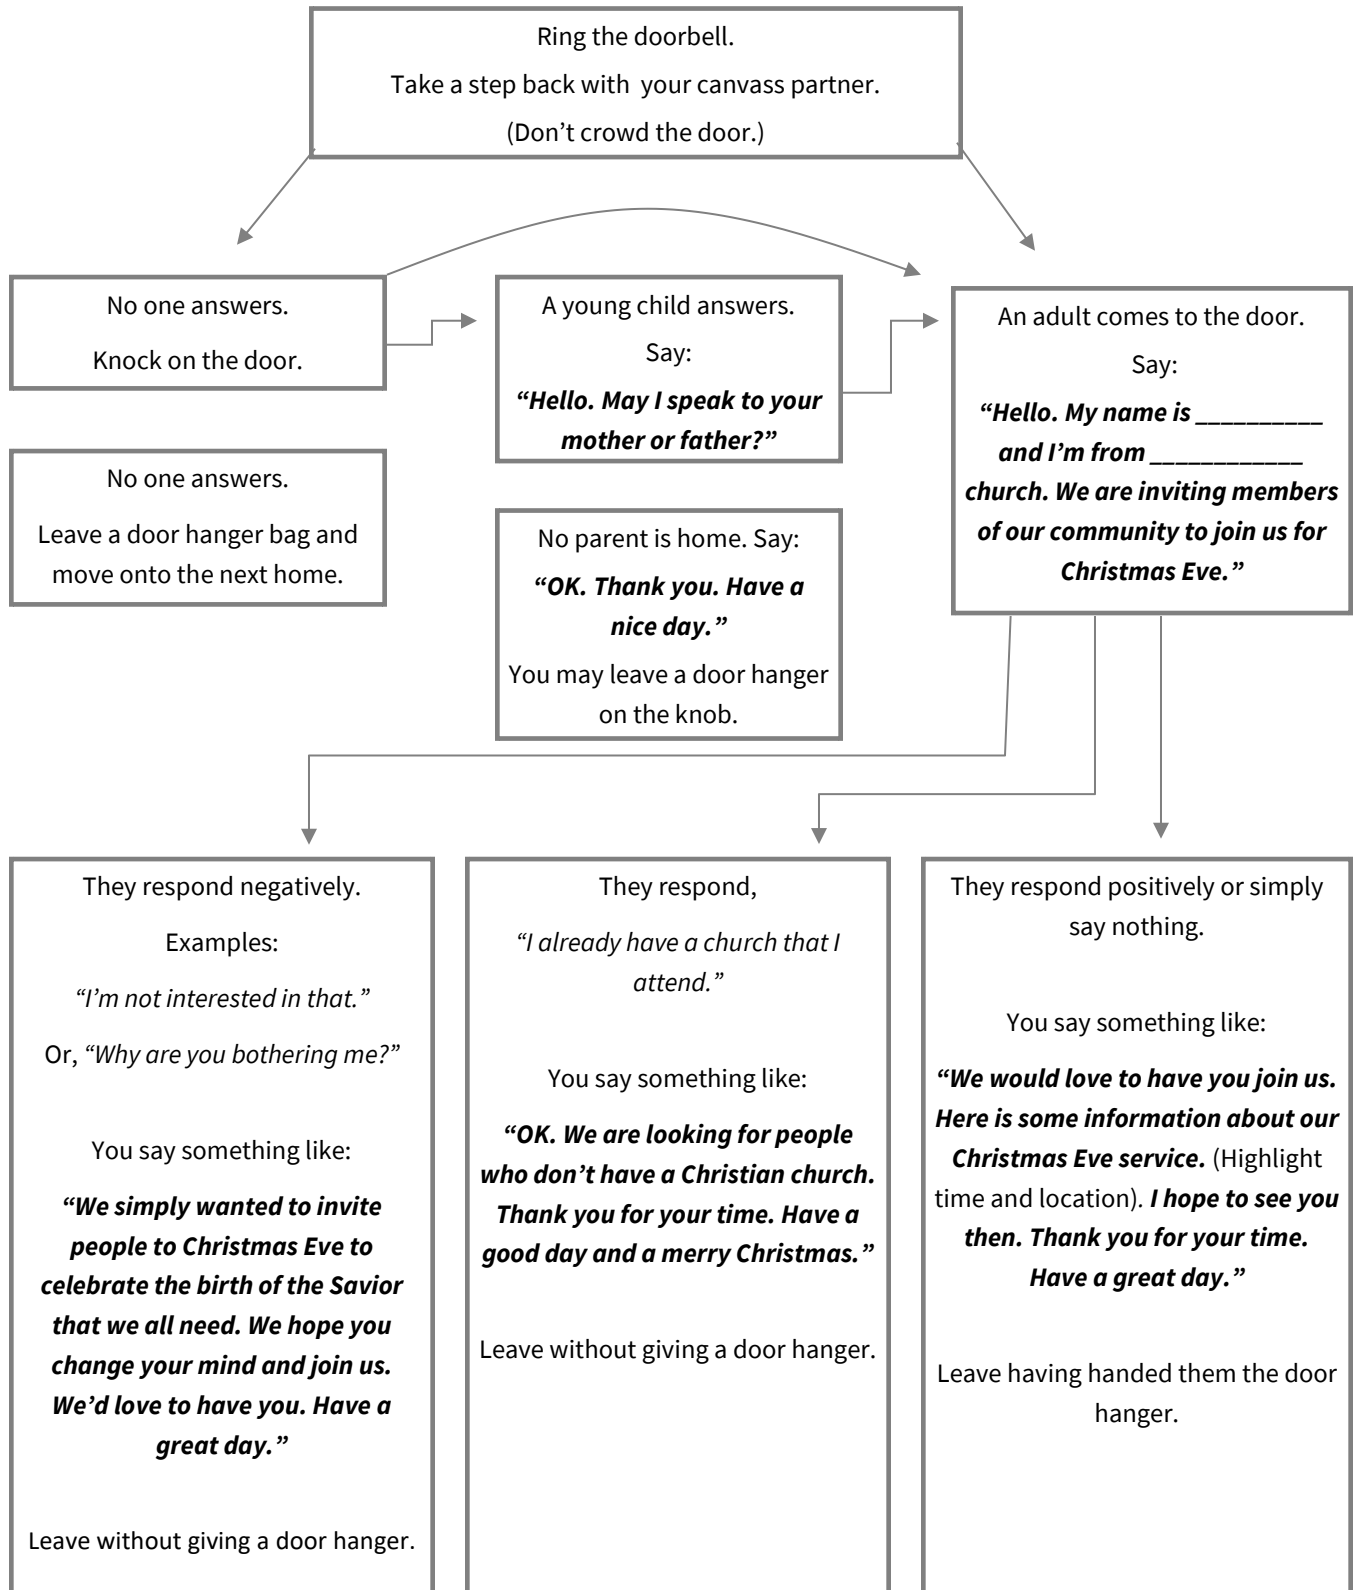 Ring the doorbell.
Take a step back with your canvass partner.
(Don’t crowd the door.)
No one answers.
Knock on the door.
No one answers.
Leave a door hanger bag and
move onto the next home.
A young child answers.
Say:
“Hello. May I speak to your
mother or father?”
No parent is home. Say:
“OK. Thank you. Have a
nice day.”
You may leave a door hanger
on the knob.
An adult comes to the door.
Say:
“Hello. My name is __________
and I’m from ____________
church. We are inviting members
of our community to join us for
Christmas Eve.”
They respond negatively.
Examples:
“I’m not interested in that.”
Or, “Why are you bothering me?”
You say something like:
“We simply wanted to invite
people to Christmas Eve to
celebrate the birth of the Savior
that we all need. We hope you
change your mind and join us.
We’d love to have you. Have a
great day.”
Leave without giving a door hanger.
They respond,
“I already have a church that I
attend.”
You say something like:
“OK. We are looking for people
who don’t have a Christian church.
Thank you for your time. Have a
good day and a merry Christmas.”
Leave without giving a door hanger.
They respond positively or simply
say nothing.
You say something like:
“We would love to have you join us.
Here is some information about our
Christmas Eve service. (Highlight
time and location). I hope to see you
then. Thank you for your time.
Have a great day.”
Leave having handed them the door
hanger.